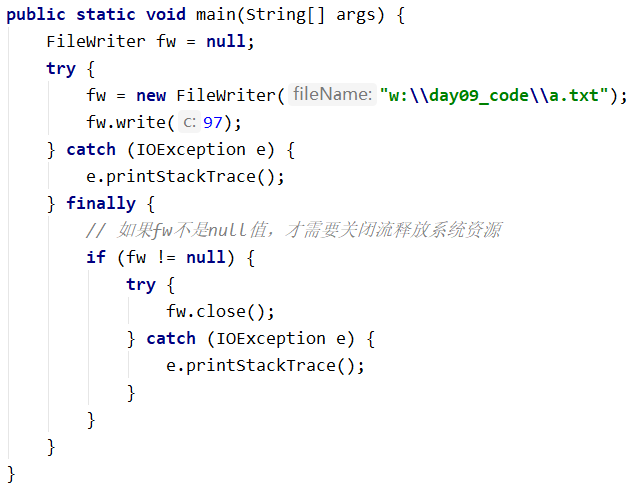 public static void main(String[] args) {
    FileWriter fw = null;
    try {
        fw = new FileWriter( fileName: "w:\\day09_code\\a.txt");
        fw.write( c: 97);
    } catch (IOException e) {
        e.printStackTrace();
    } finally {
        // 如果fw不是null值，才需要关闭流释放系统资源
        if (fw != null) {
            try {
                fw.close();
            } catch (IOException e) {
                e.printStackTrace();
            }
        }
    }
}